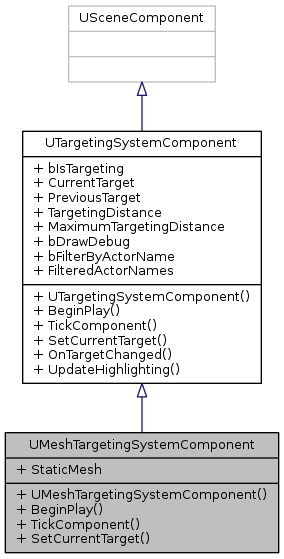 USceneComponent
UTargetingSystemComponent
+ bIsTargeting
+ CurrentTarget
+ PreviousTarget
+ TargetingDistance
+ MaximumTargetingDistance
+ bDrawDebug
+ bFilterByActorName
+ FilteredActorNames
+ UTargetingSystemComponent()
+ BeginPlay()
+ TickComponent()
+ SetCurrentTarget()
+ OnTargetChanged()
+ UpdateHighlighting()
UMeshTargetingSystemComponent
+ StaticMesh
+ UMeshTargetingSystemComponent()
+ BeginPlay()
+ TickComponent()
+ SetCurrentTarget()